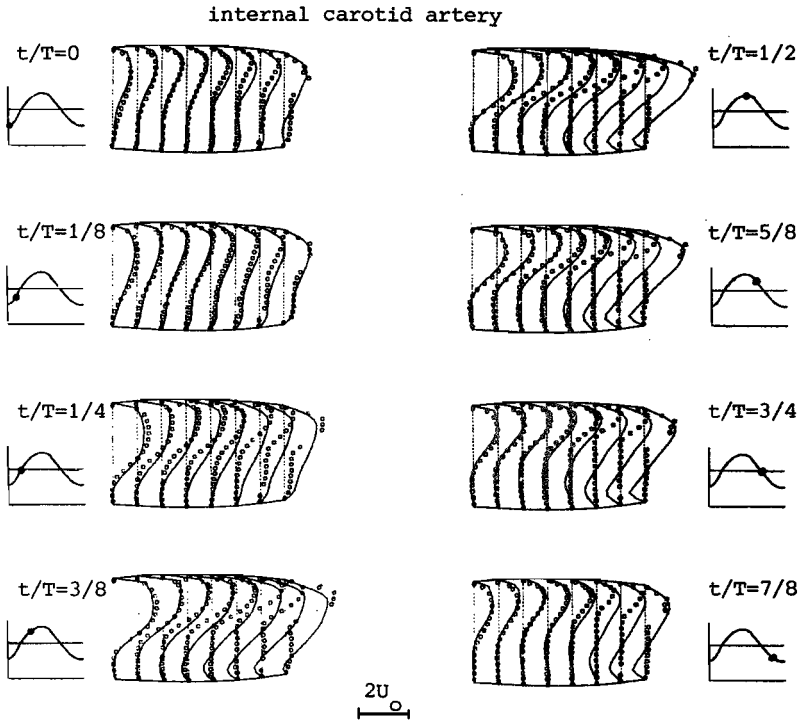 internal carotid artery
t/T=0
t/T=1/2
t/T=1/8
t/T=5/8
t/T=1/4
t/T=3/4
t/T=3/8
t/T=7/8
2U₀